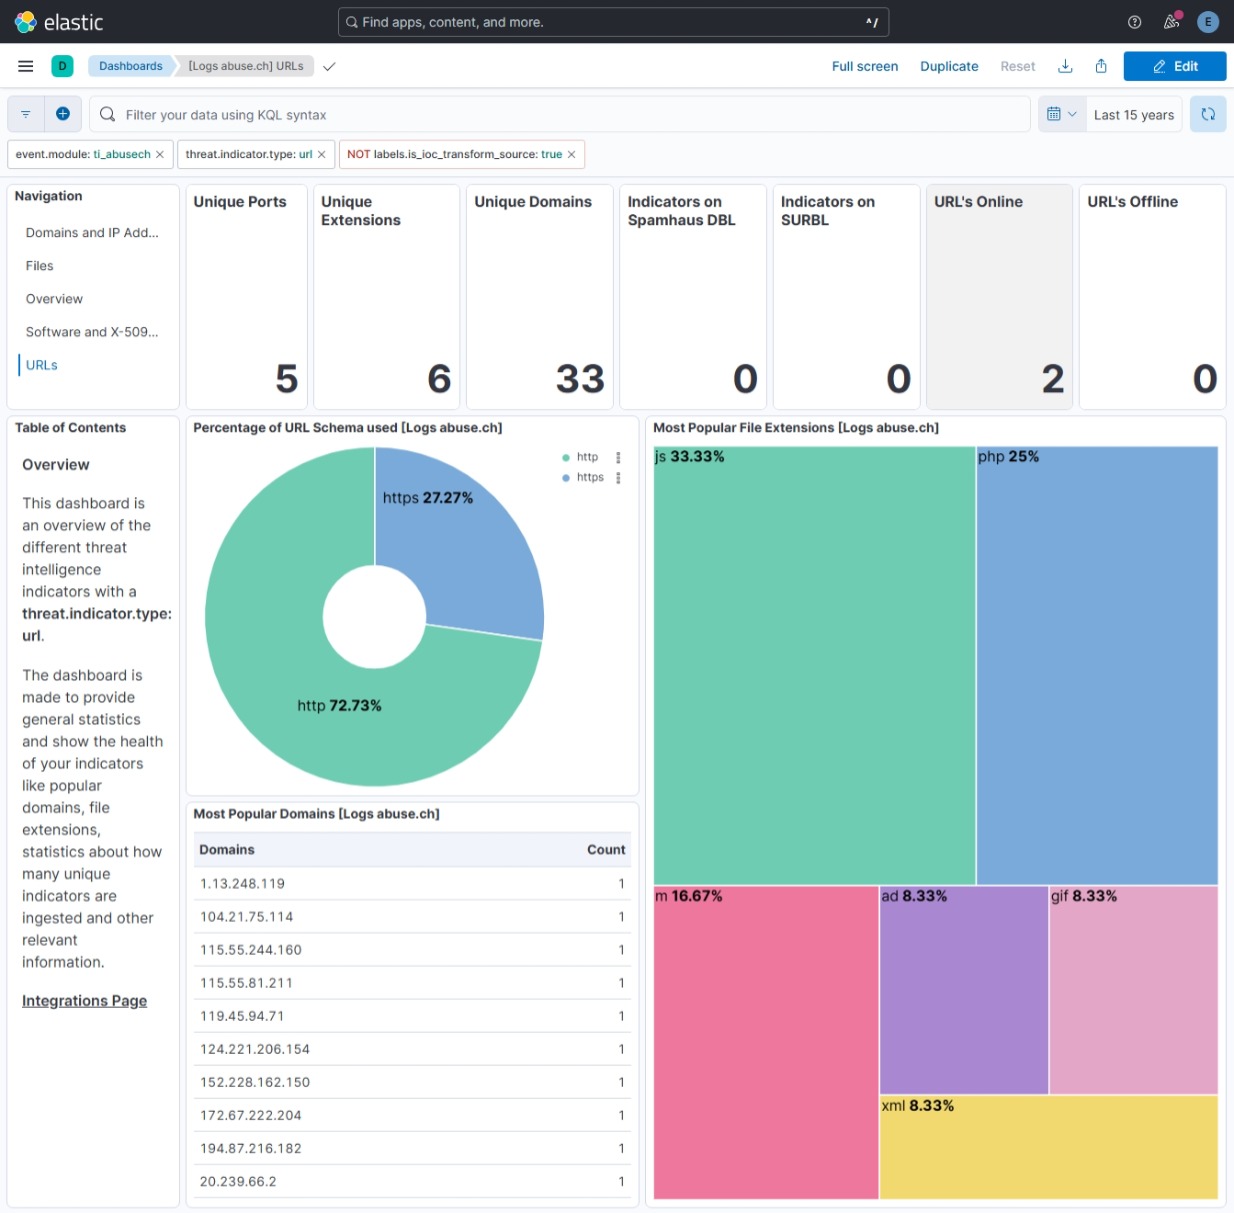 elastic
Find apps, content, and more.
^/
E
D
Dashboards
[Logs abuse.ch] URLs
Full screen
Duplicate
Reset
Edit
Filter your data using KQL syntax
Last 15 years
event.module: ti_abusech ×
threat.indicator.type: url ×
NOT labels.is_ioc_transform_source: true ×
Navigation
Domains and IP Add...
Files
Overview
Software and X-509...
URLs
Unique Ports
5
Unique
Extensions
6
Unique Domains
33
Indicators on
Spamhaus DBL
0
Indicators on
SURBL
0
URL's Online
2
URL's Offline
0
Table of Contents
Overview
This dashboard is
an overview of the
different threat
intelligence
indicators with a
threat.indicator.type:
url.
The dashboard is
made to provide
general statistics
and show the health
of your indicators
like popular
domains, file
extensions,
statistics about how
many unique
indicators are
ingested and other
relevant
information.
Integrations Page
Percentage of URL Schema used [Logs abuse.ch]
http
https
https 27.27%
http 72.73%
Most Popular Domains [Logs abuse.ch]
Domains Count
1.13.248.119 1
104.21.75.114 1
115.55.244.160 1
115.55.81.211 1
119.45.94.71 1
124.221.206.154 1
152.228.162.150 1
172.67.222.204 1
194.87.216.182 1
20.239.66.2 1
Most Popular File Extensions [Logs abuse.ch]
js 33.33%
php 25%
m 16.67%
ad 8.33%
gif 8.33%
xml 8.33%